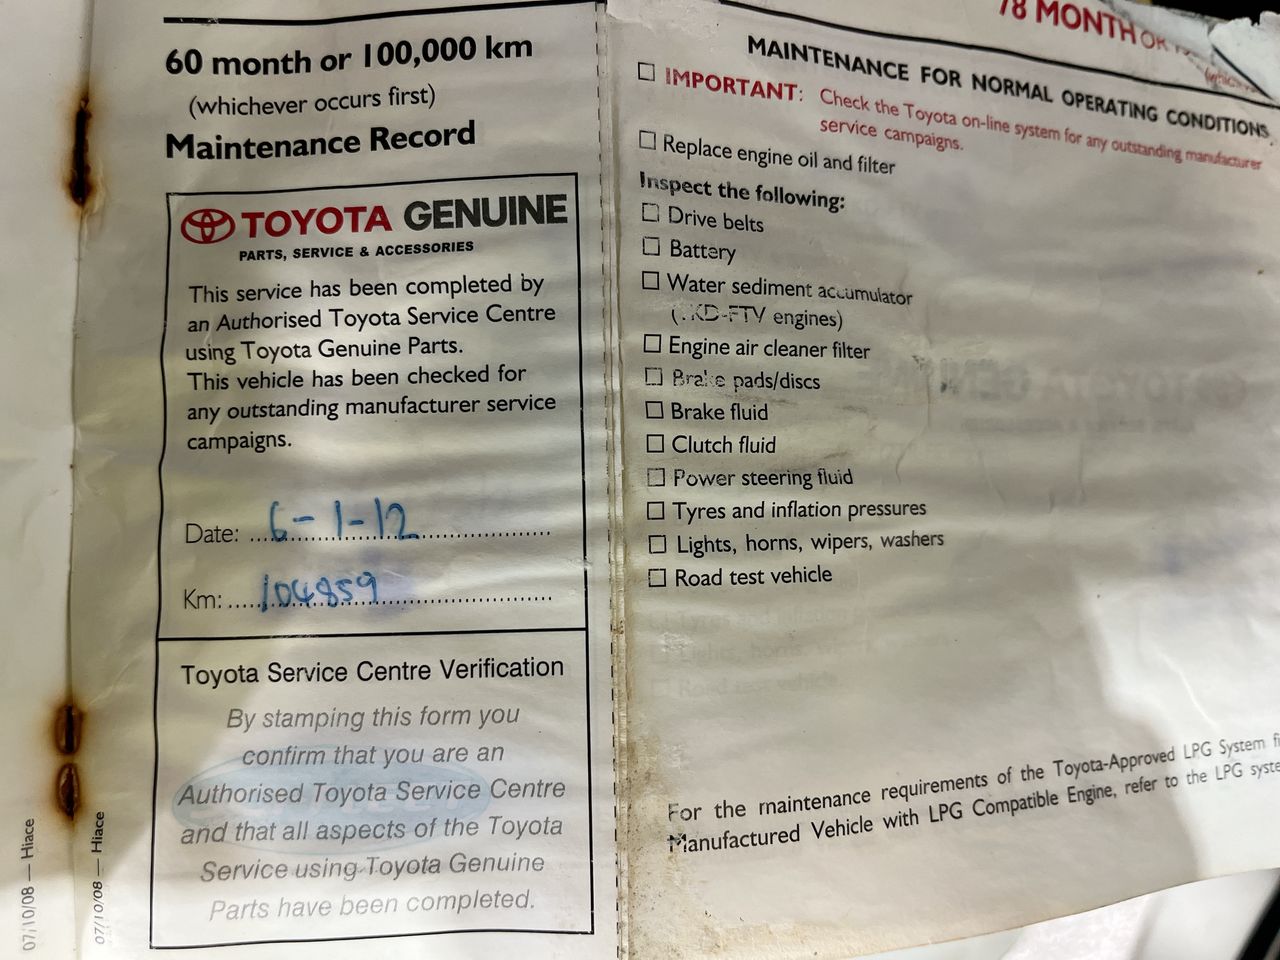 60 month or 100,000 km
(whichever occurs first)
Maintenance Record
TOYOTA GENUINE
PARTS, SERVICE & ACCESSORIES
This service has been completed by
an Authorised Toyota Service Centre
using Toyota Genuine Parts.
This vehicle has been checked for
any outstanding manufacturer service
campaigns.
Date: 6-1-12
Km: 104859
Toyota Service Centre Verification
By stamping this form you
confirm that you are an
Authorised Toyota Service Centre
and that all aspects of the Toyota
Service using Toyota Genuine
Parts have been completed.
07/10/08 — Hiace
07/10/08 — Hiace
78 MONTH OR
MAINTENANCE FOR NORMAL OPERATING CONDITIONS
IMPORTANT: Check the Toyota on-line system for any outstanding manufacturer
service campaigns.
Replace engine oil and filter
Inspect the following:
Drive belts
Battery
Water sediment accumulator
(KD-FTV engines)
Engine air cleaner filter
Brake pads/discs
Brake fluid
Clutch fluid
Power steering fluid
Tyres and inflation pressures
Lights, horns, wipers, washers
Road test vehicle
For the maintenance requirements of the Toyota-Approved LPG System
Manufactured Vehicle with LPG Compatible Engine, refer to the LPG